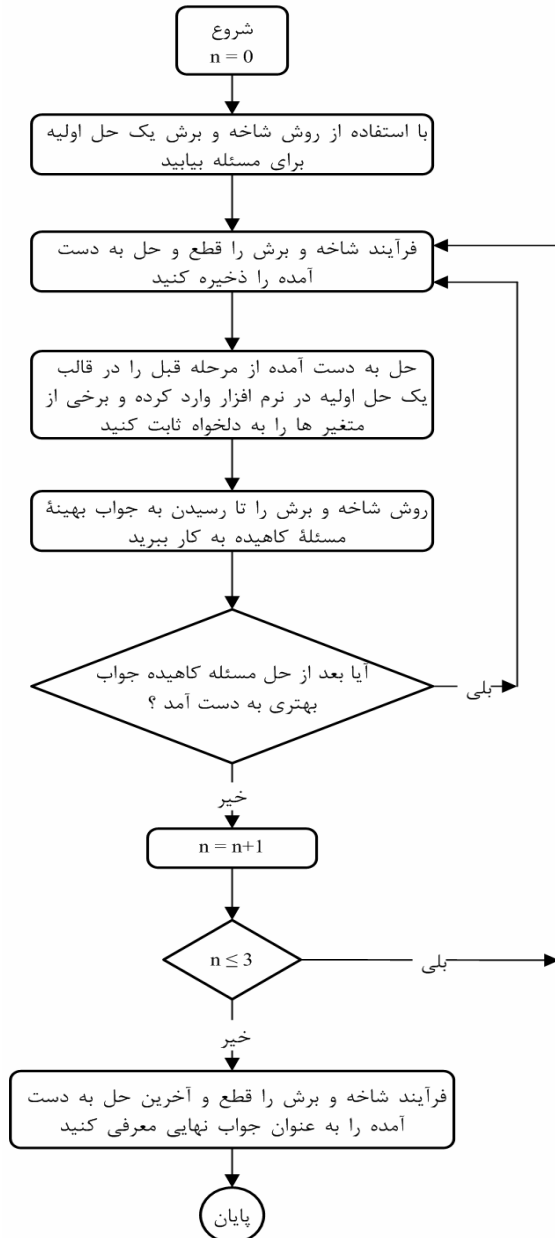 شروع
n = 0
با استفاده از روش شاخه و برش یک حل اولیه
برای مسئله بیابید
فرآیند شاخه و برش را قطع و حل به دست
آمده را ذخیره کنید
حل به دست آمده از مرحله قبل را در قالب
یک حل اولیه در نرم افزار وارد کرده و برخی از
متغیر ها را به دلخواه ثابت کنید
روش شاخه و برش را تا رسیدن به جواب بهینهٔ
مسئلهٔ کاهیده به کار ببرید
آیا بعد از حل مسئله کاهیده جواب
بهتری به دست آمد ؟
بلی
خیر
n = n+1
n ≤ 3
بلی
خیر
فرآیند شاخه و برش را قطع و آخرین حل به دست
آمده را به عنوان جواب نهایی معرفی کنید
پایان